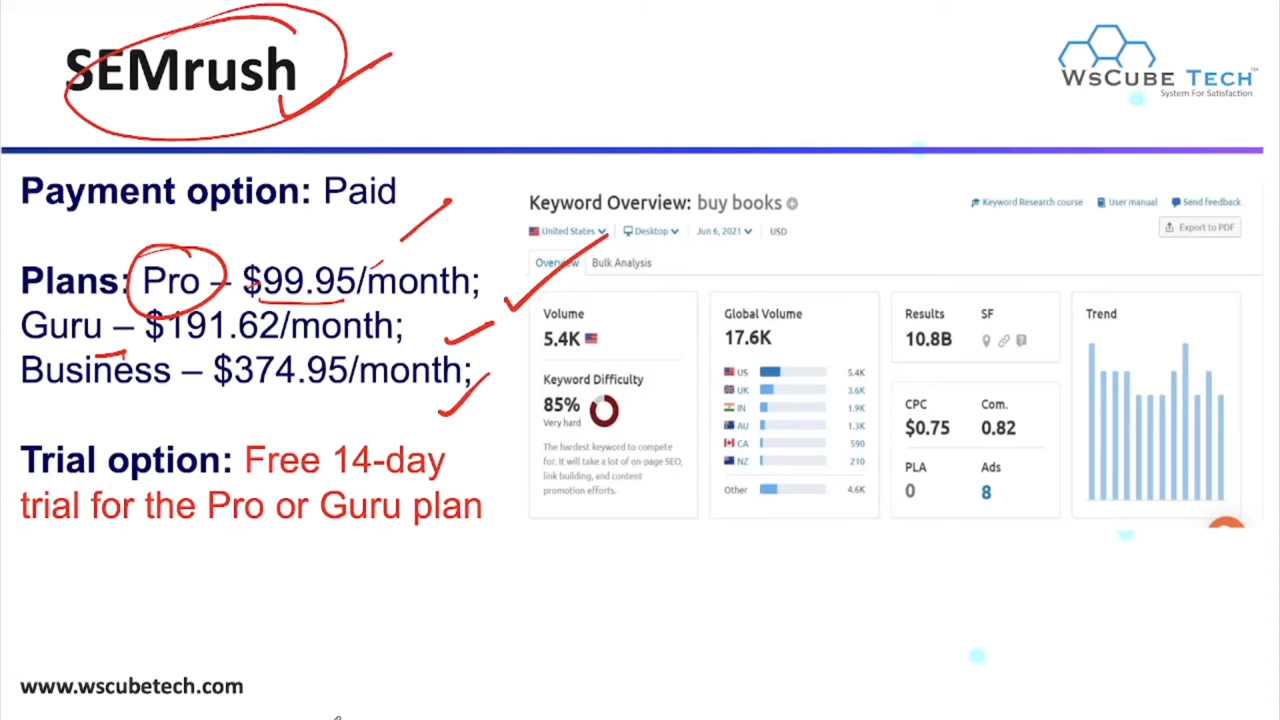 SEMrush
WsCube Tech™
System For Satisfaction
Payment option: Paid
Plans: Pro – $99.95/month;
Guru – $191.62/month;
Business – $374.95/month;
Trial option: Free 14-day
trial for the Pro or Guru plan
Keyword Overview: buy books
Keyword Research course User manual Send feedback
United States Desktop Jun 6, 2021 USD
Export to PDF
Overview Bulk Analysis
Volume
5.4K
Keyword Difficulty
85%
Very hard
The hardest keyword to compete
for. It will take a lot of on-page SEO,
link building, and content
promotion efforts.
Global Volume
17.6K
US 5.4K
UK 3.6K
IN 1.9K
AU 1.3K
CA 590
NZ 210
Other 4.6K
Results SF
10.8B
CPC Com.
$0.75 0.82
PLA Ads
0 8
Trend
www.wscubetech.com